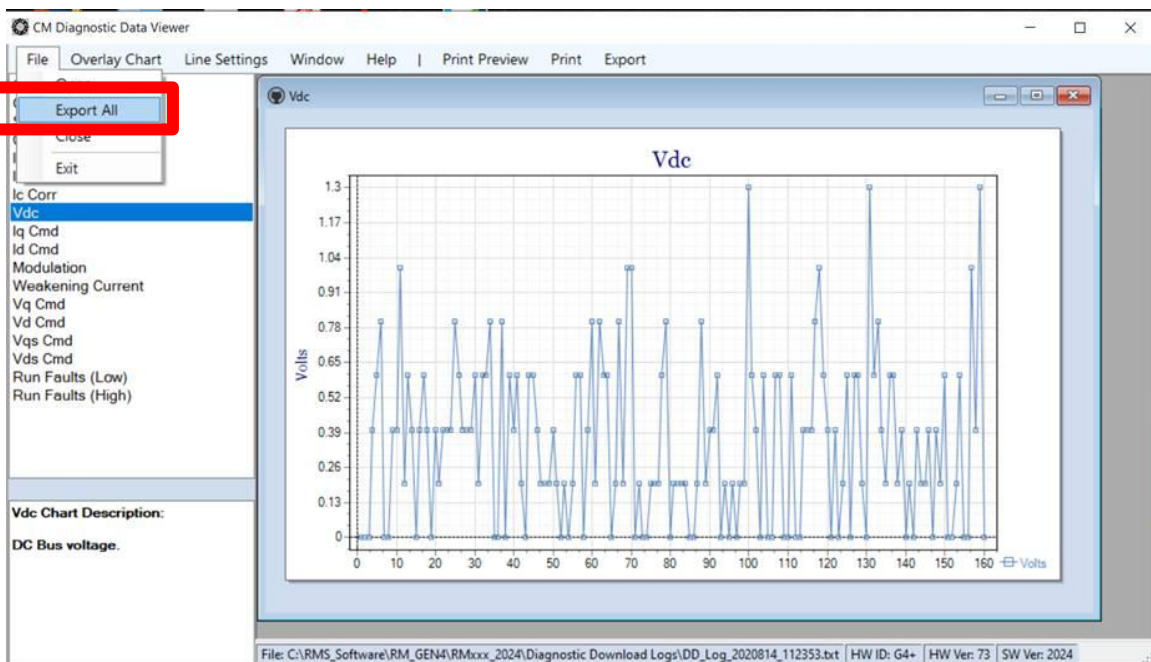 CM Diagnostic Data Viewer
File Overlay Chart Line Settings Window Help | Print Preview Print Export
Export All
Close
Exit
Ic Corr
Vdc
Iq Cmd
Id Cmd
Modulation
Weakening Current
Vq Cmd
Vd Cmd
Vqs Cmd
Vds Cmd
Run Faults (Low)
Run Faults (High)
Vdc Chart Description:
DC Bus voltage.
Vdc
Vdc
1.3
1.17
1.04
0.91
0.78
0.65
0.52
0.39
0.26
0.13
0
Volts
0 10 20 30 40 50 60 70 80 90 100 110 120 130 140 150 160
Volts
File: C:\RMS_Software\RM_GEN4\RMxxx_2024\Diagnostic Download Logs\DD_Log_2020814_112353.txt HW ID: G4+ HW Ver: 73 SW Ver: 2024